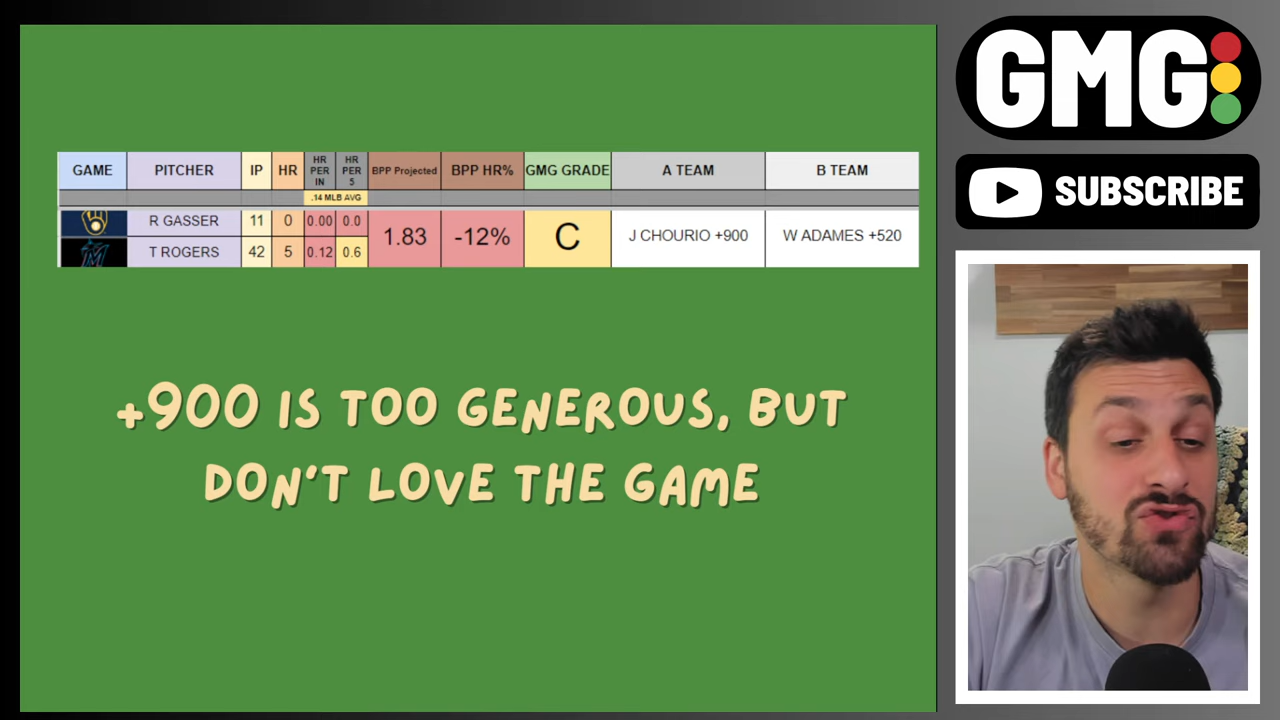 GMG
SUBSCRIBE
GAME PITCHER IP HR HR PER IN HR PER 5 BPP Projected BPP HR% GMG GRADE A TEAM B TEAM
.14 MLB AVG
R GASSER 11 0 0.00 0.0 1.83 -12% C J CHOURIO +900 W ADAMES +520
T ROGERS 42 5 0.12 0.6
+900 IS TOO GENEROUS, BUT
DON'T LOVE THE GAME